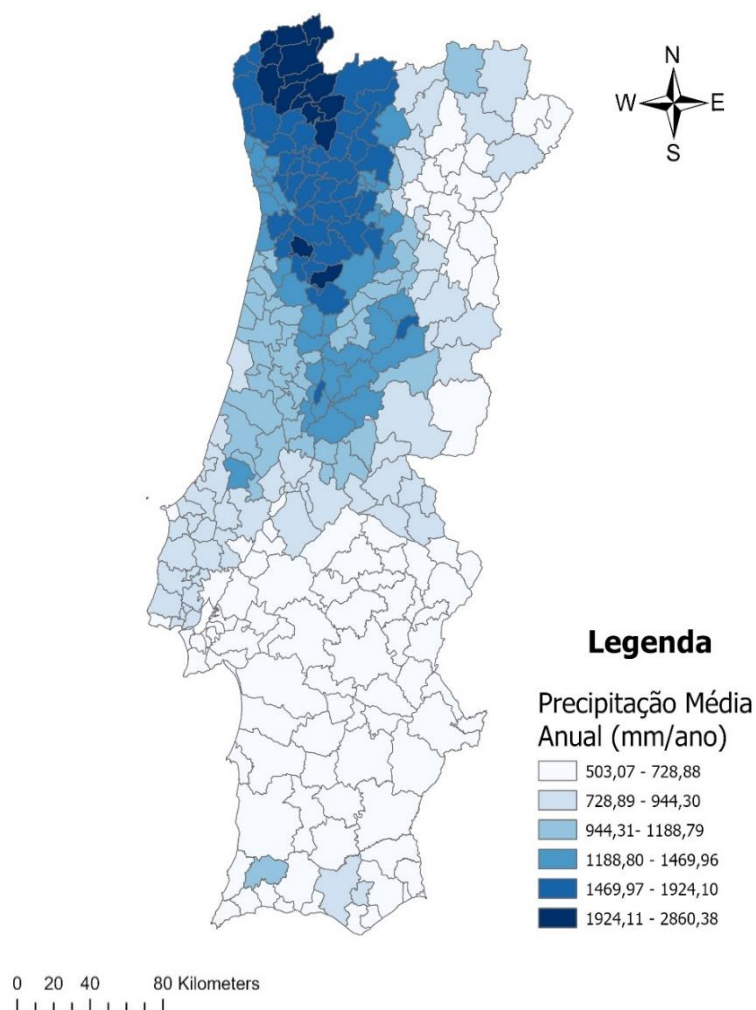 N
W E
S
Legenda
Precipitação Média
Anual (mm/ano)
503,07 - 728,88
728,89 - 944,30
944,31- 1188,79
1188,80 - 1469,96
1469,97 - 1924,10
1924,11 - 2860,38
0 20 40 80 Kilometers